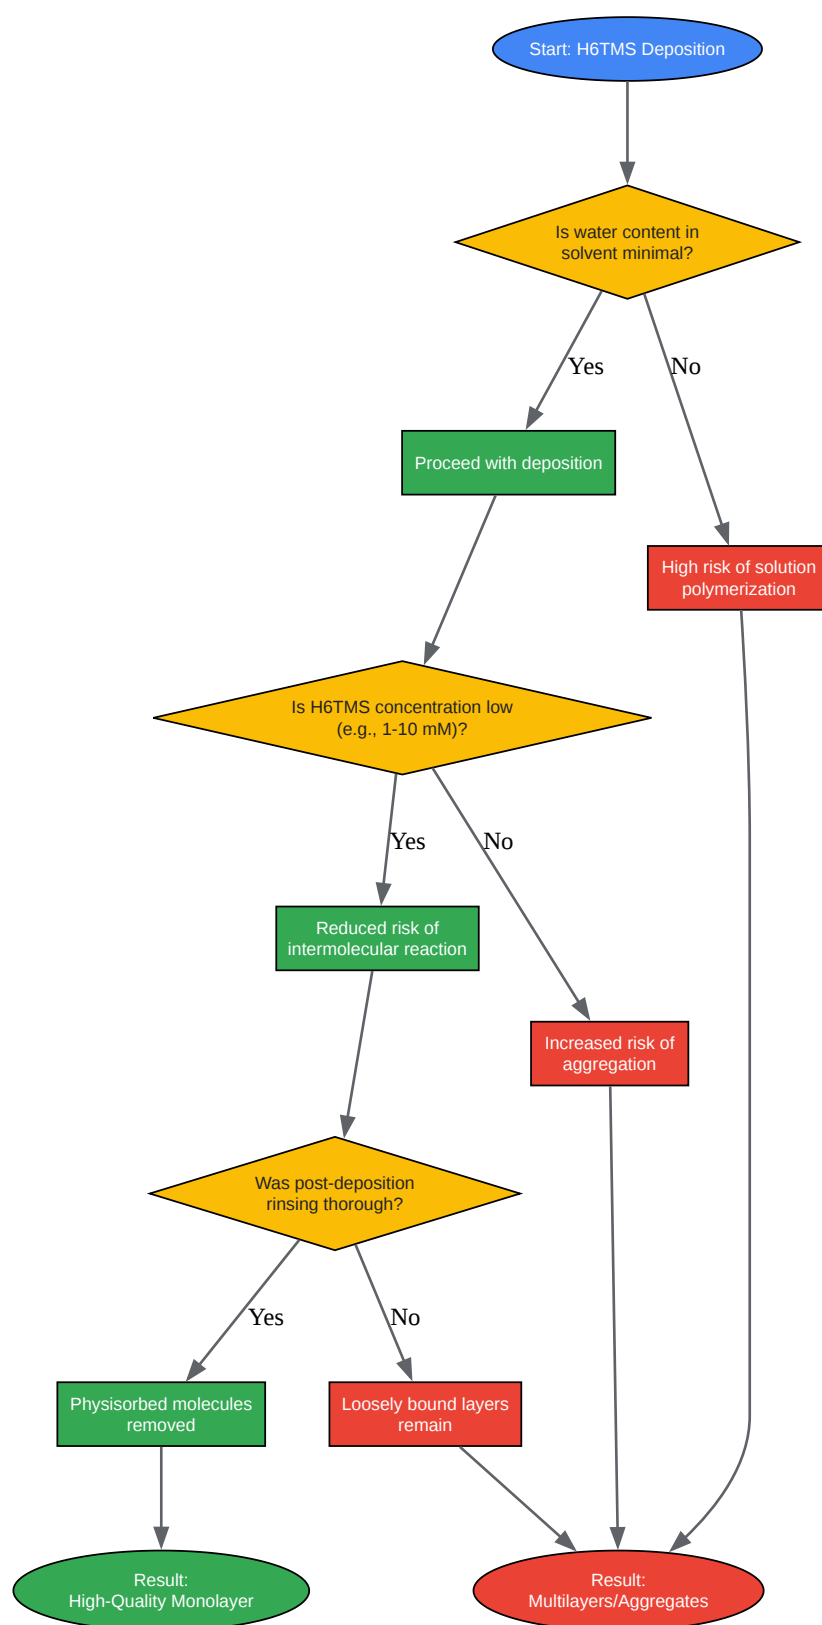 Start: H6TMS Deposition
Is water content in
solvent minimal?
Yes
No
Proceed with deposition
High risk of solution
polymerization
Is H6TMS concentration low
(e.g., 1-10 mM)?
Yes
No
Reduced risk of
intermolecular reaction
Increased risk of
aggregation
Was post-deposition
rinsing thorough?
Yes
No
Physisorbed molecules
removed
Loosely bound layers
remain
Result:
High-Quality Monolayer
Result:
Multilayers/Aggregates